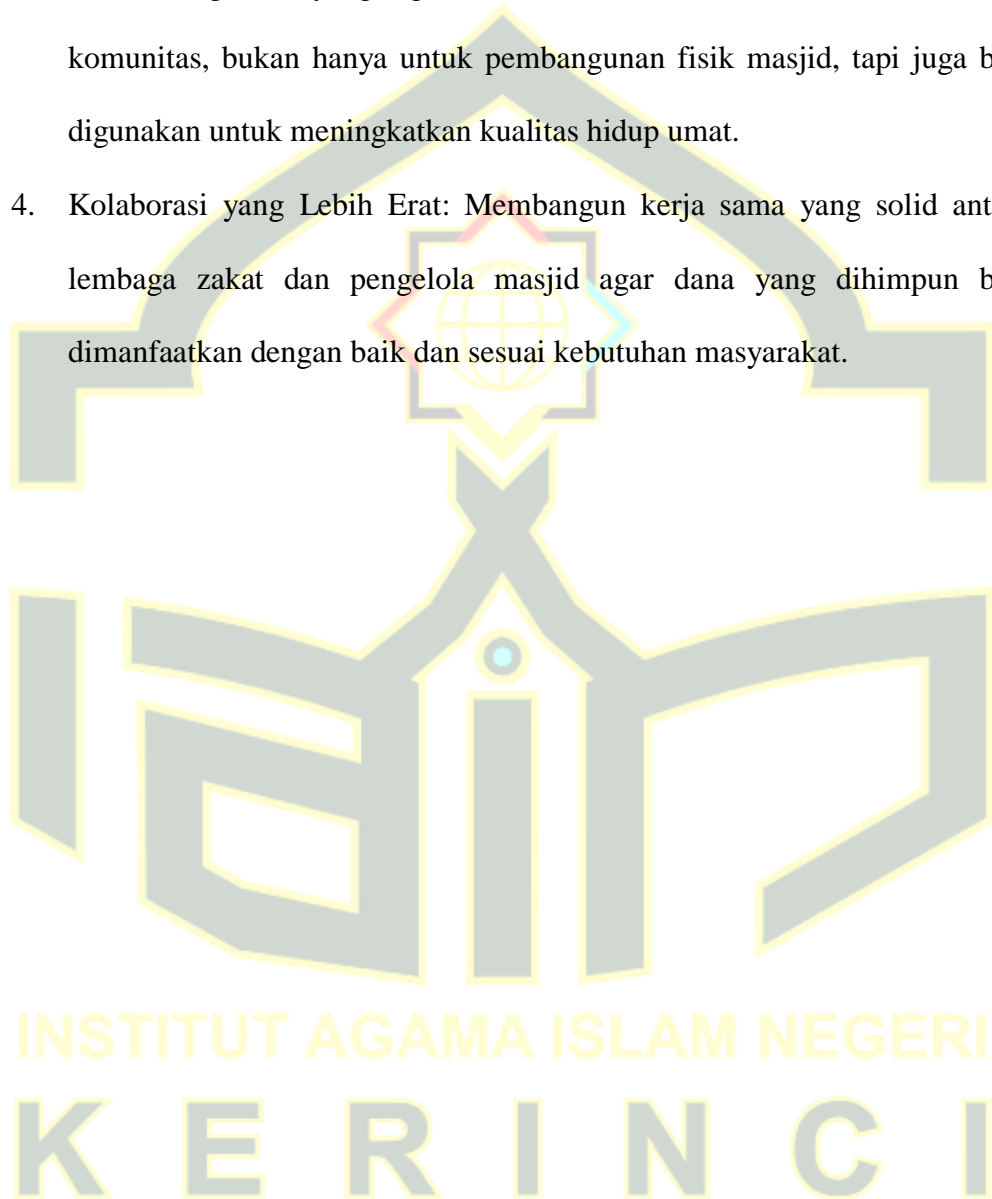 komunitas, bukan hanya untuk pembangunan fisik masjid, tapi juga
digunakan untuk meningkatkan kualitas hidup umat.
4. Kolaborasi yang Lebih Erat: Membangun kerja sama yang solid
lembaga zakat dan pengelola masjid agar dana yang dihimpun
dimanfaatkan dengan baik dan sesuai kebutuhan masyarakat.
iain
INSTITUT AGAMA ISLAM NEGERI
KERINCI